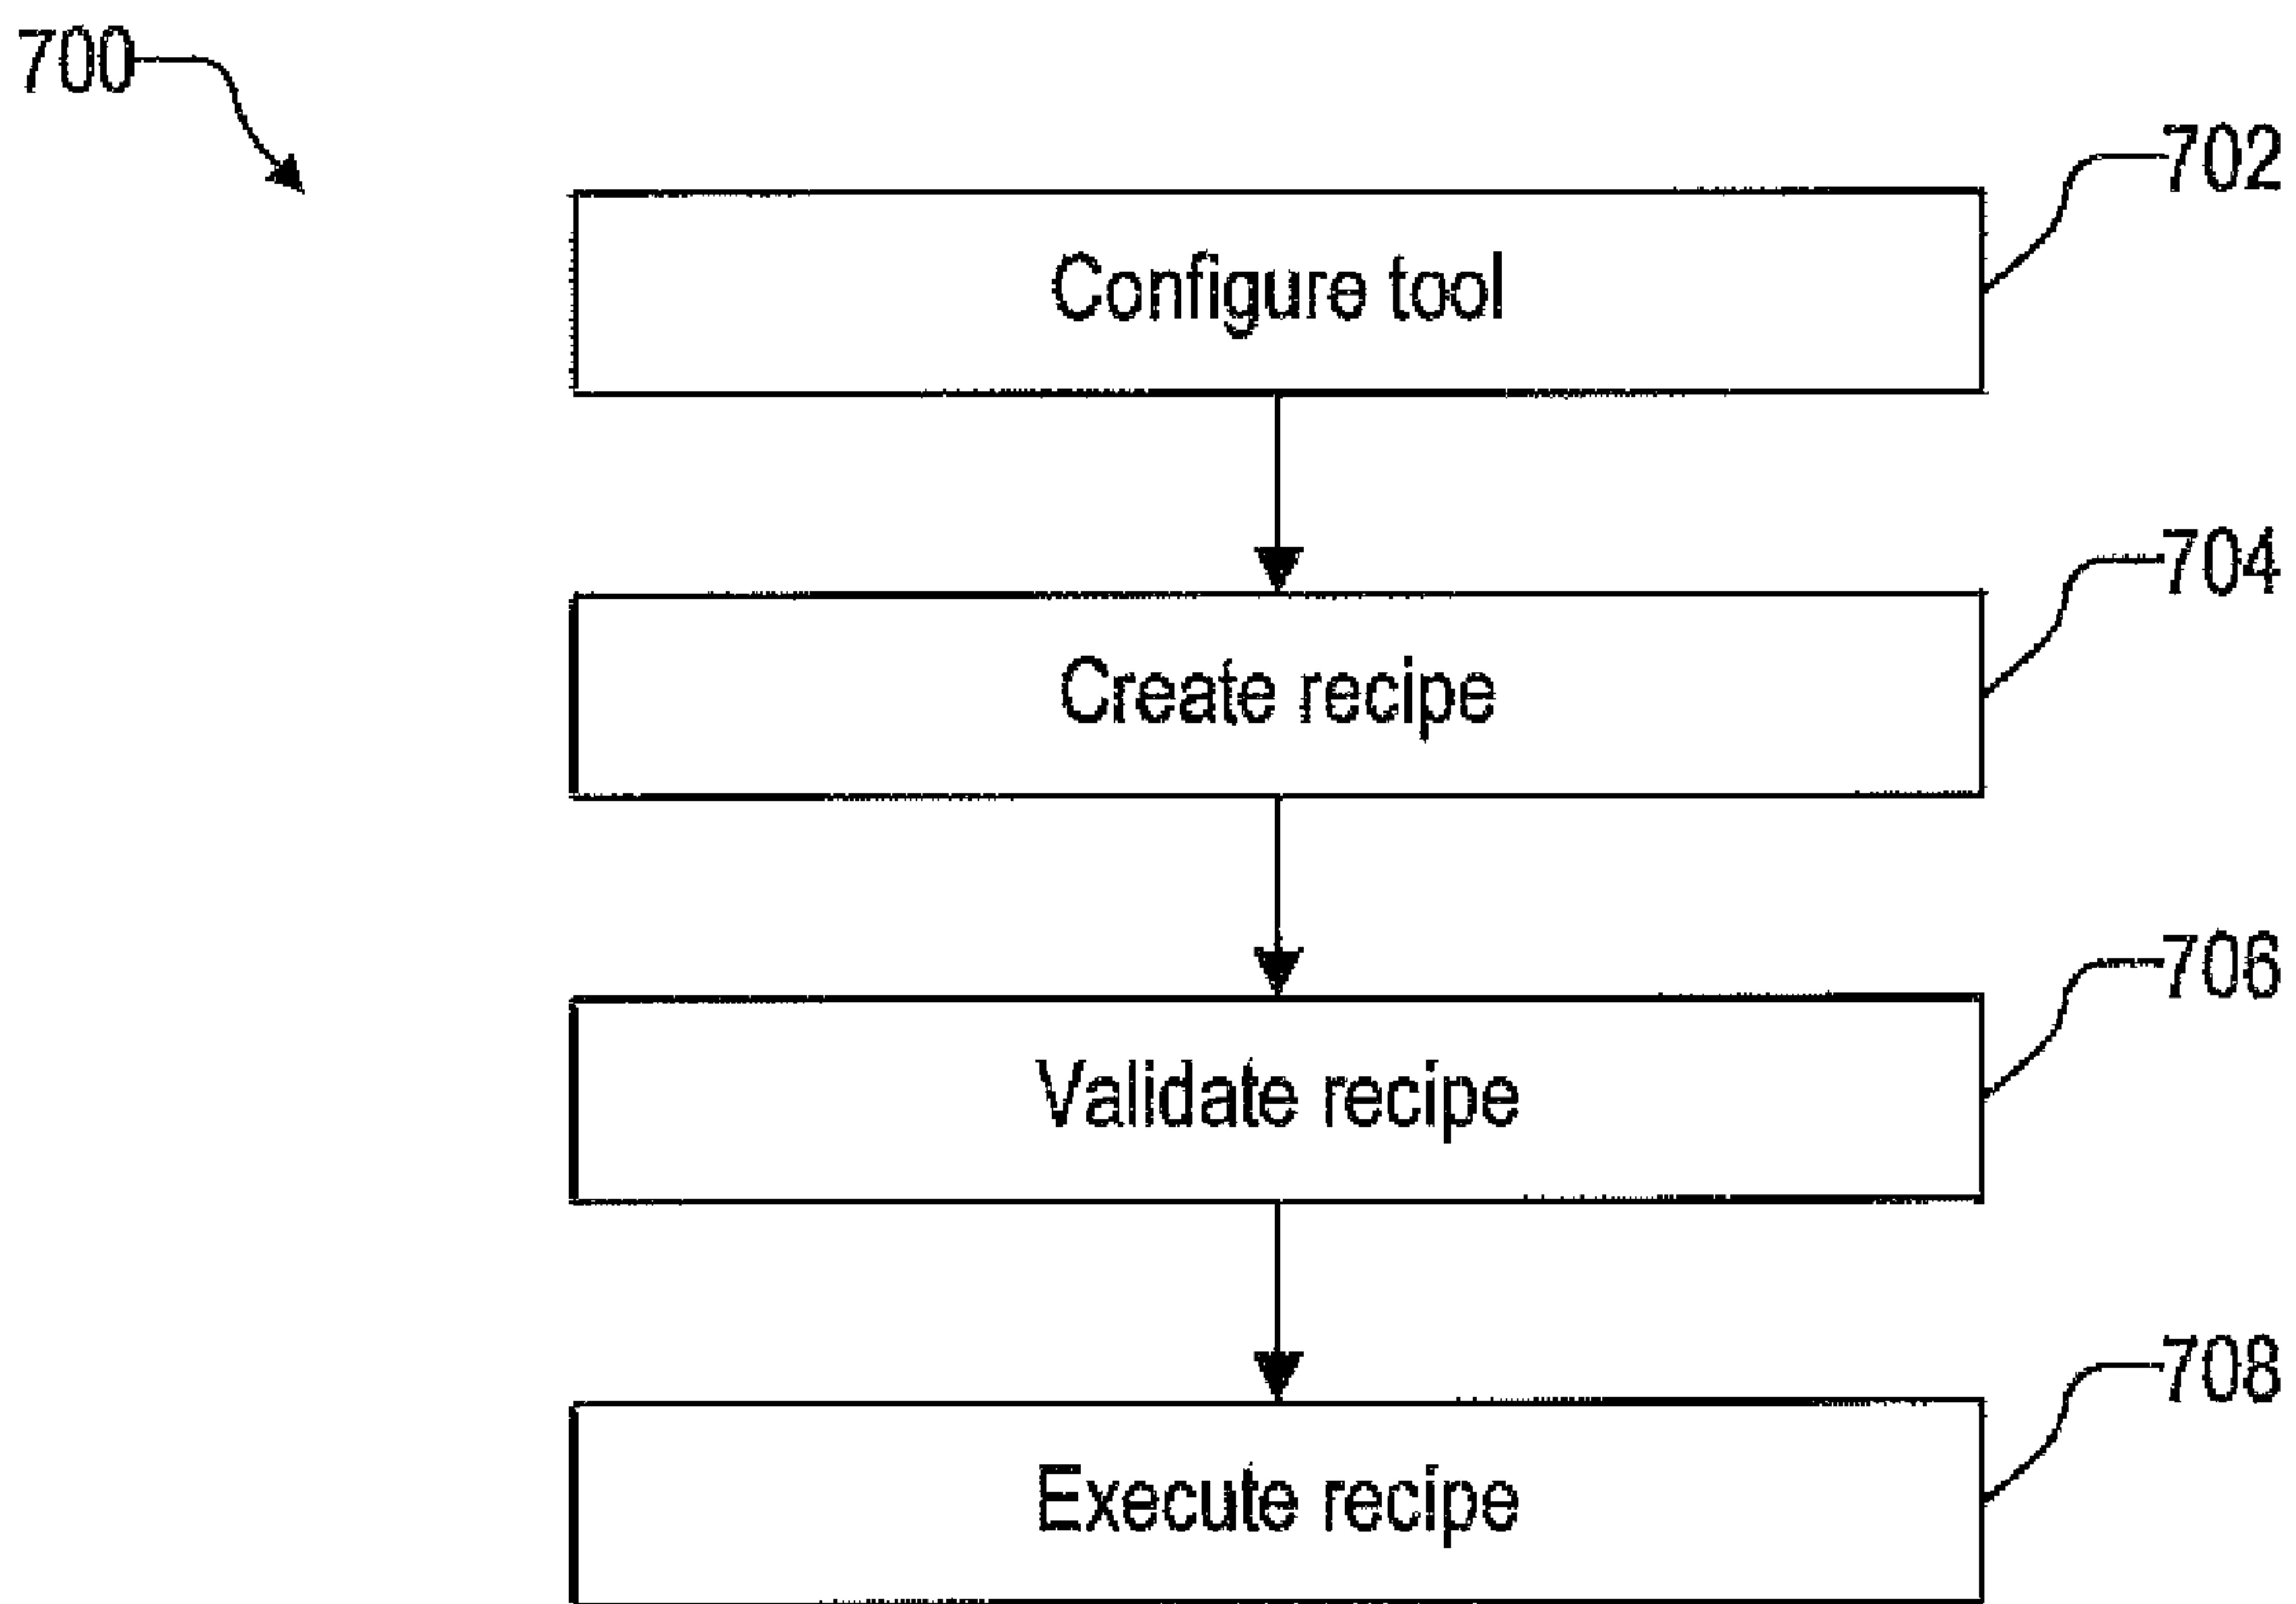 700
702
Configure tool
704
Create recipe
706
Validate recipe
708
Execute recipe